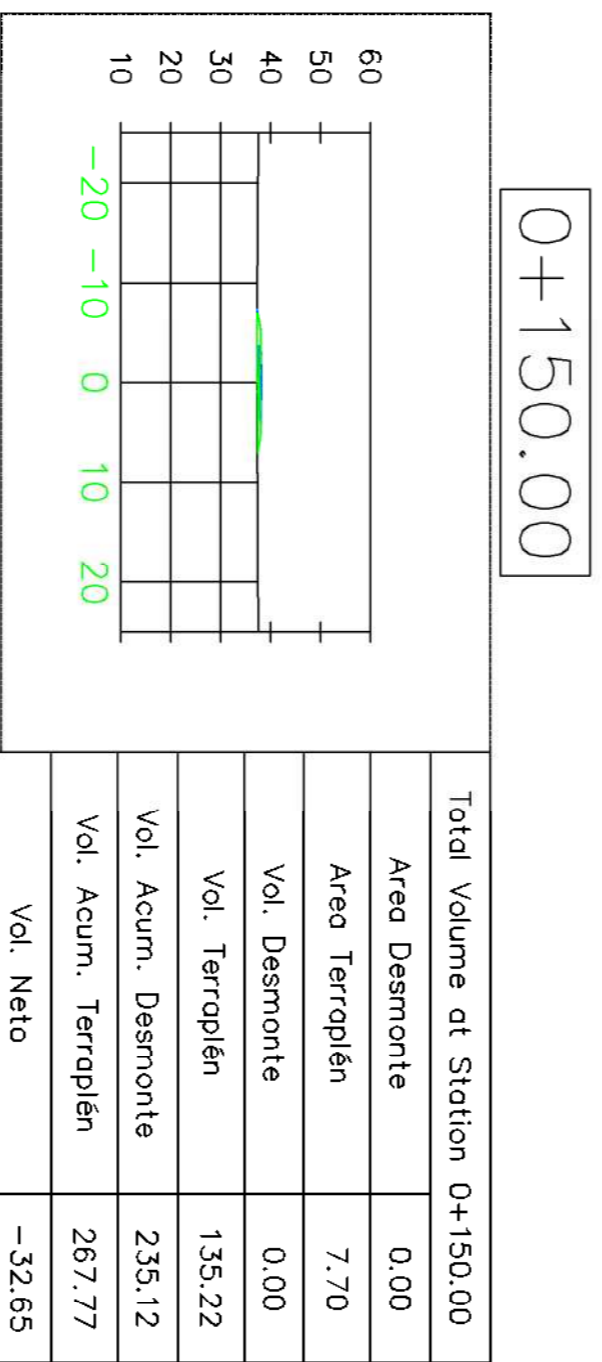 0+150.00
60
50
40
30
20
10
-20 -10 0 10 20
Total Volume at Station 0+150.00
Area Desmonte 0.00
Area Terraplén 7.70
Vol. Desmonte 0.00
Vol. Terraplén 135.22
Vol. Acum. Desmonte 235.12
Vol. Acum. Terraplén 267.77
Vol. Neto -32.65